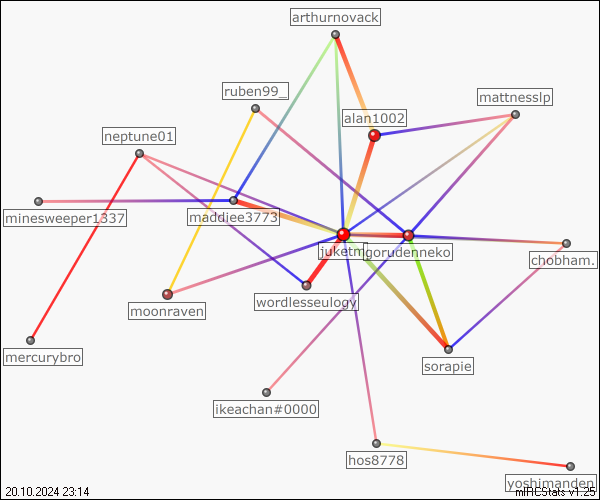 arthurnovack
ruben99_
mattnesslp
alan1002
neptune01
minesweeper1337
maddiee3773
juketm
gorudenneko
chobham.
wordlesseulogy
moonraven
mercurybro
sorapie
ikeachan#0000
hos8778
yoshimanden
20.10.2024 23:14
mIRCStats v1.25